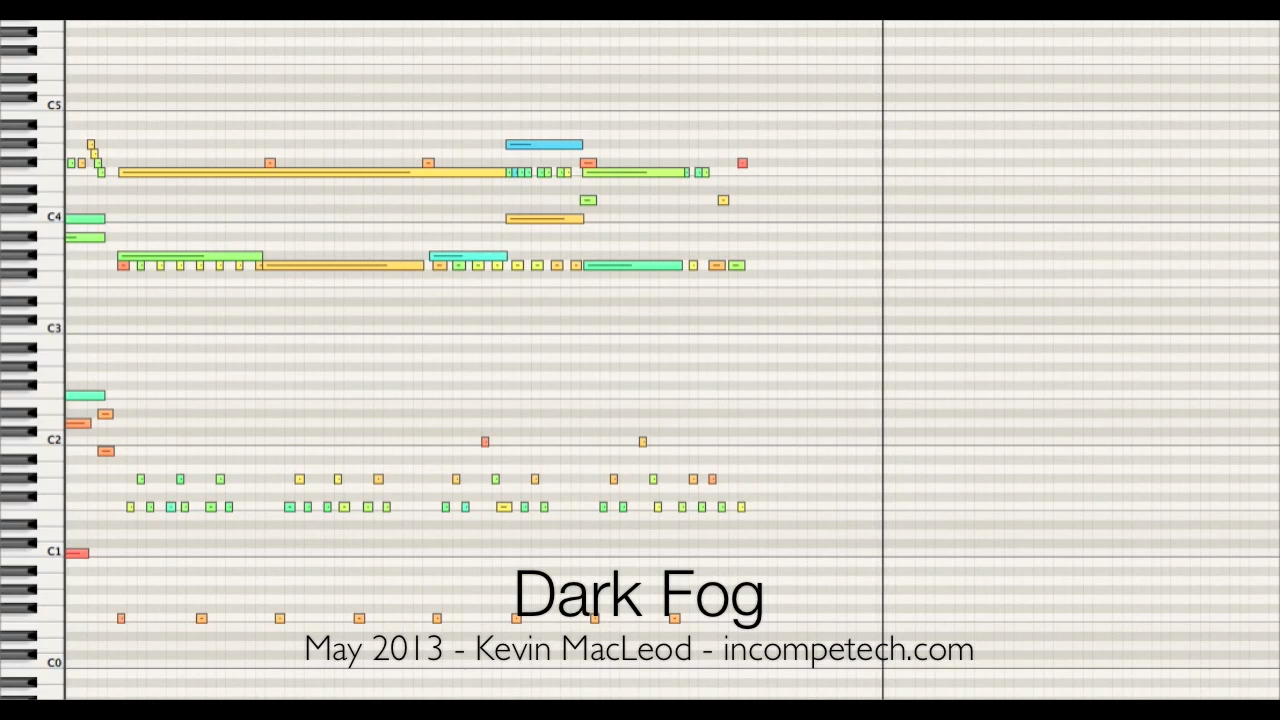 C5
C4
C3
C2
C1
Dark Fog
May 2013 - Kevin MacLeod - incompetech.com
C0